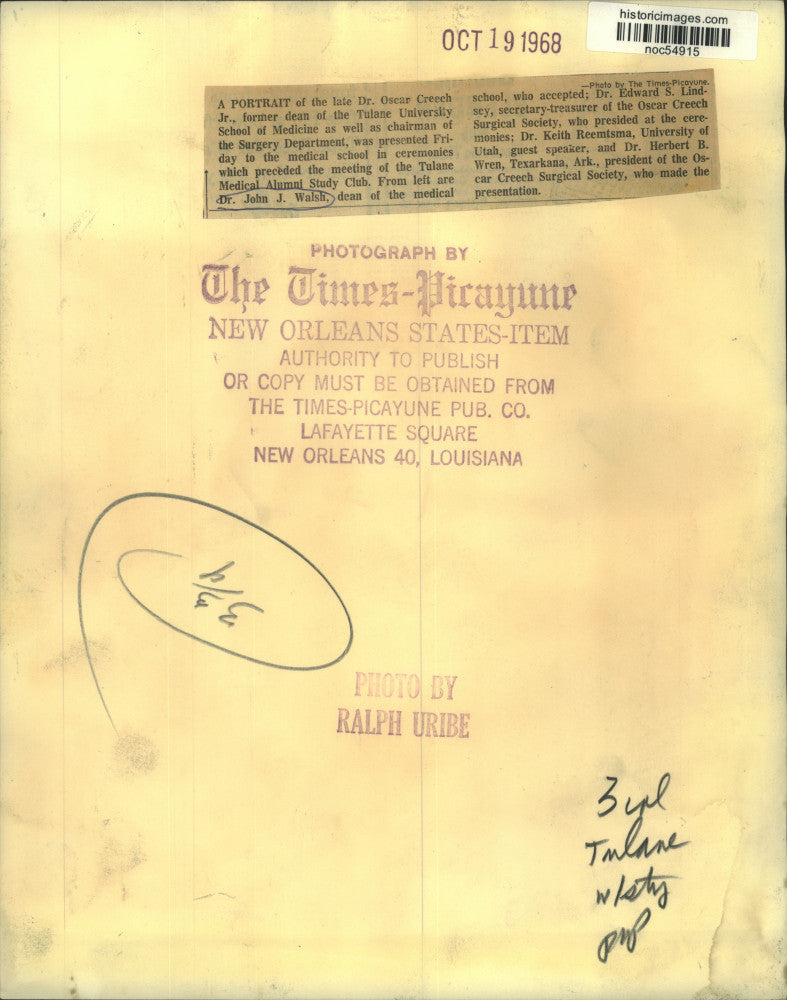 historicimages.com
noc54915
OCT 19 1968
A PORTRAIT of the late Dr. Oscar Creech
Jr., former dean of the Tulane University
School of Medicine as well as chairman of
the Surgery Department, was presented Fri-
day to the medical school in ceremonies
which preceded the meeting of the Tulane
Medical Alumni Study Club. From left are
Dr. John J. Walsh, dean of the medical
—Photo by The Times-Picayune.
school, who accepted; Dr. Edward S. Lind-
sey, secretary-treasurer of the Oscar Creech
Surgical Society, who presided at the cere-
monies; Dr. Keith Reemtsma, University of
Utah, guest speaker, and Dr. Herbert B.
Wren, Texarkana, Ark., president of the Os-
car Creech Surgical Society, who made the
presentation.
PHOTOGRAPH BY
The Times-Picayune
NEW ORLEANS STATES-ITEM
AUTHORITY TO PUBLISH
OR COPY MUST BE OBTAINED FROM
THE TIMES-PICAYUNE PUB. CO.
LAFAYETTE SQUARE
NEW ORLEANS 40, LOUISIANA
PHOTO BY
RALPH URIBE
3 col
Tulane
w/sty